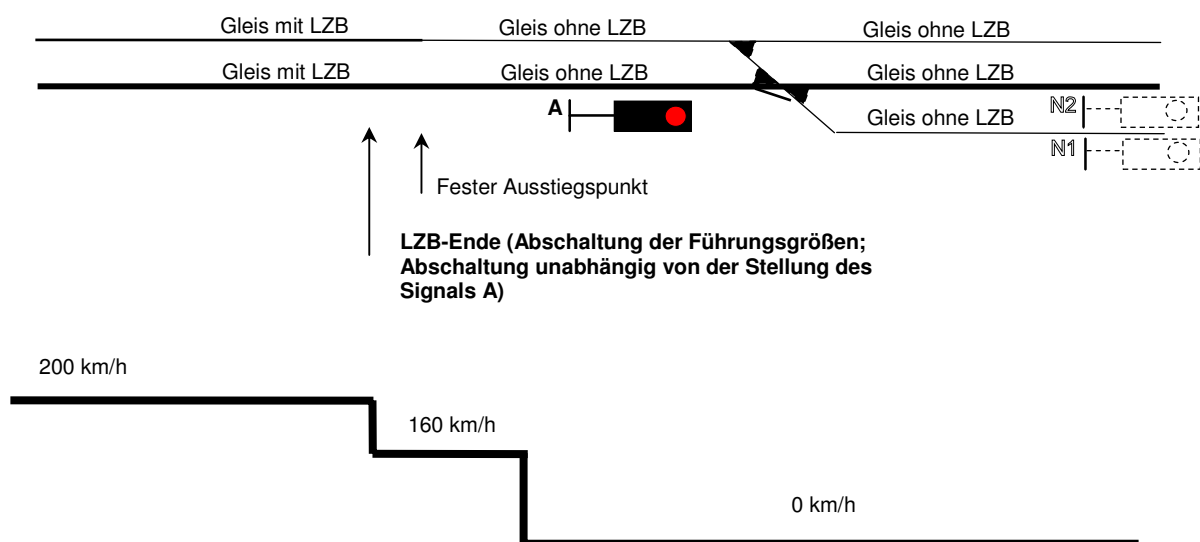 Gleis mit LZB Gleis ohne LZB Gleis ohne LZB
Gleis mit LZB Gleis ohne LZB Gleis ohne LZB
A
N2
Gleis ohne LZB
N1
Fester Ausstiegspunkt
LZB-Ende (Abschaltung der Führungsgrößen;
Abschaltung unabhängig von der Stellung des
Signals A)
200 km/h
160 km/h
0 km/h